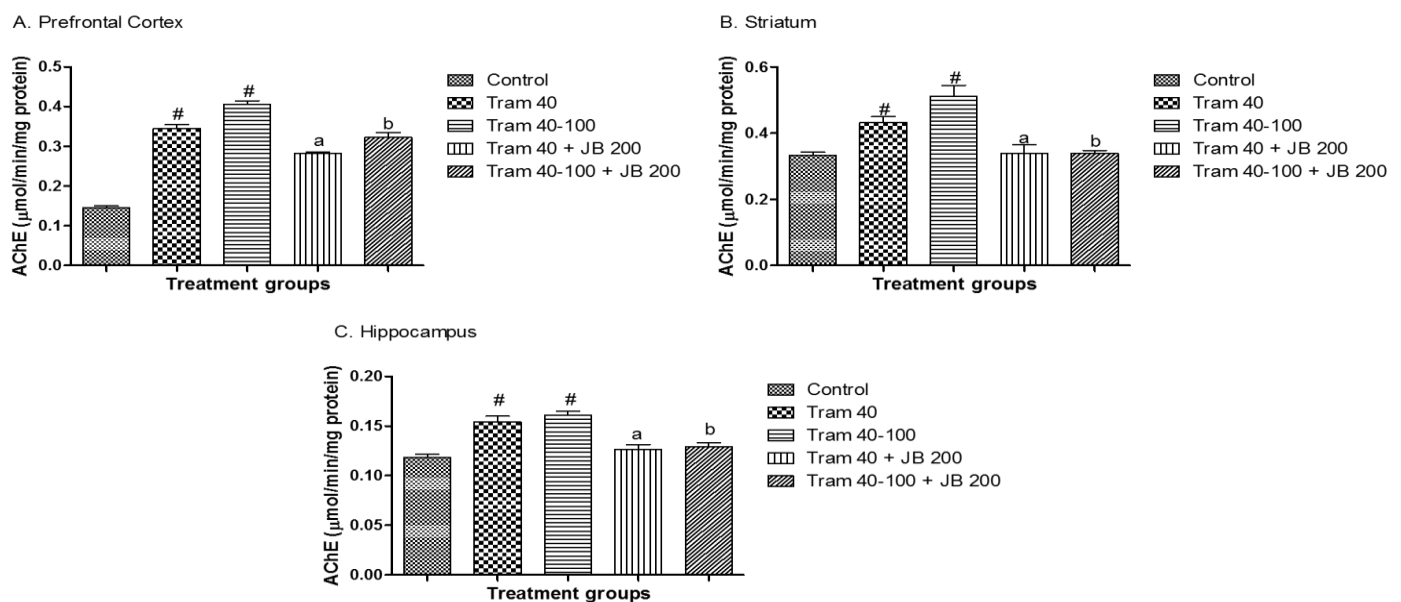 A. Prefrontal Cortex
AChE (μmol/min/mg protein)
0.5
0.4
0.3
0.2
0.1
0.0
#
#
a
b
Treatment groups
Control
Tram 40
Tram 40-100
Tram 40 + JB 200
Tram 40-100 + JB 200
B. Striatum
AChE (μmol/min/mg protein)
0.6
0.4
0.2
0.0
#
#
a
b
Treatment groups
Control
Tram 40
Tram 40-100
Tram 40 + JB 200
Tram 40-100 + JB 200
C. Hippocampus
AChE (μmol/min/mg protein)
0.20
0.15
0.10
0.05
0.00
#
#
a
b
Treatment groups
Control
Tram 40
Tram 40-100
Tram 40 + JB 200
Tram 40-100 + JB 200